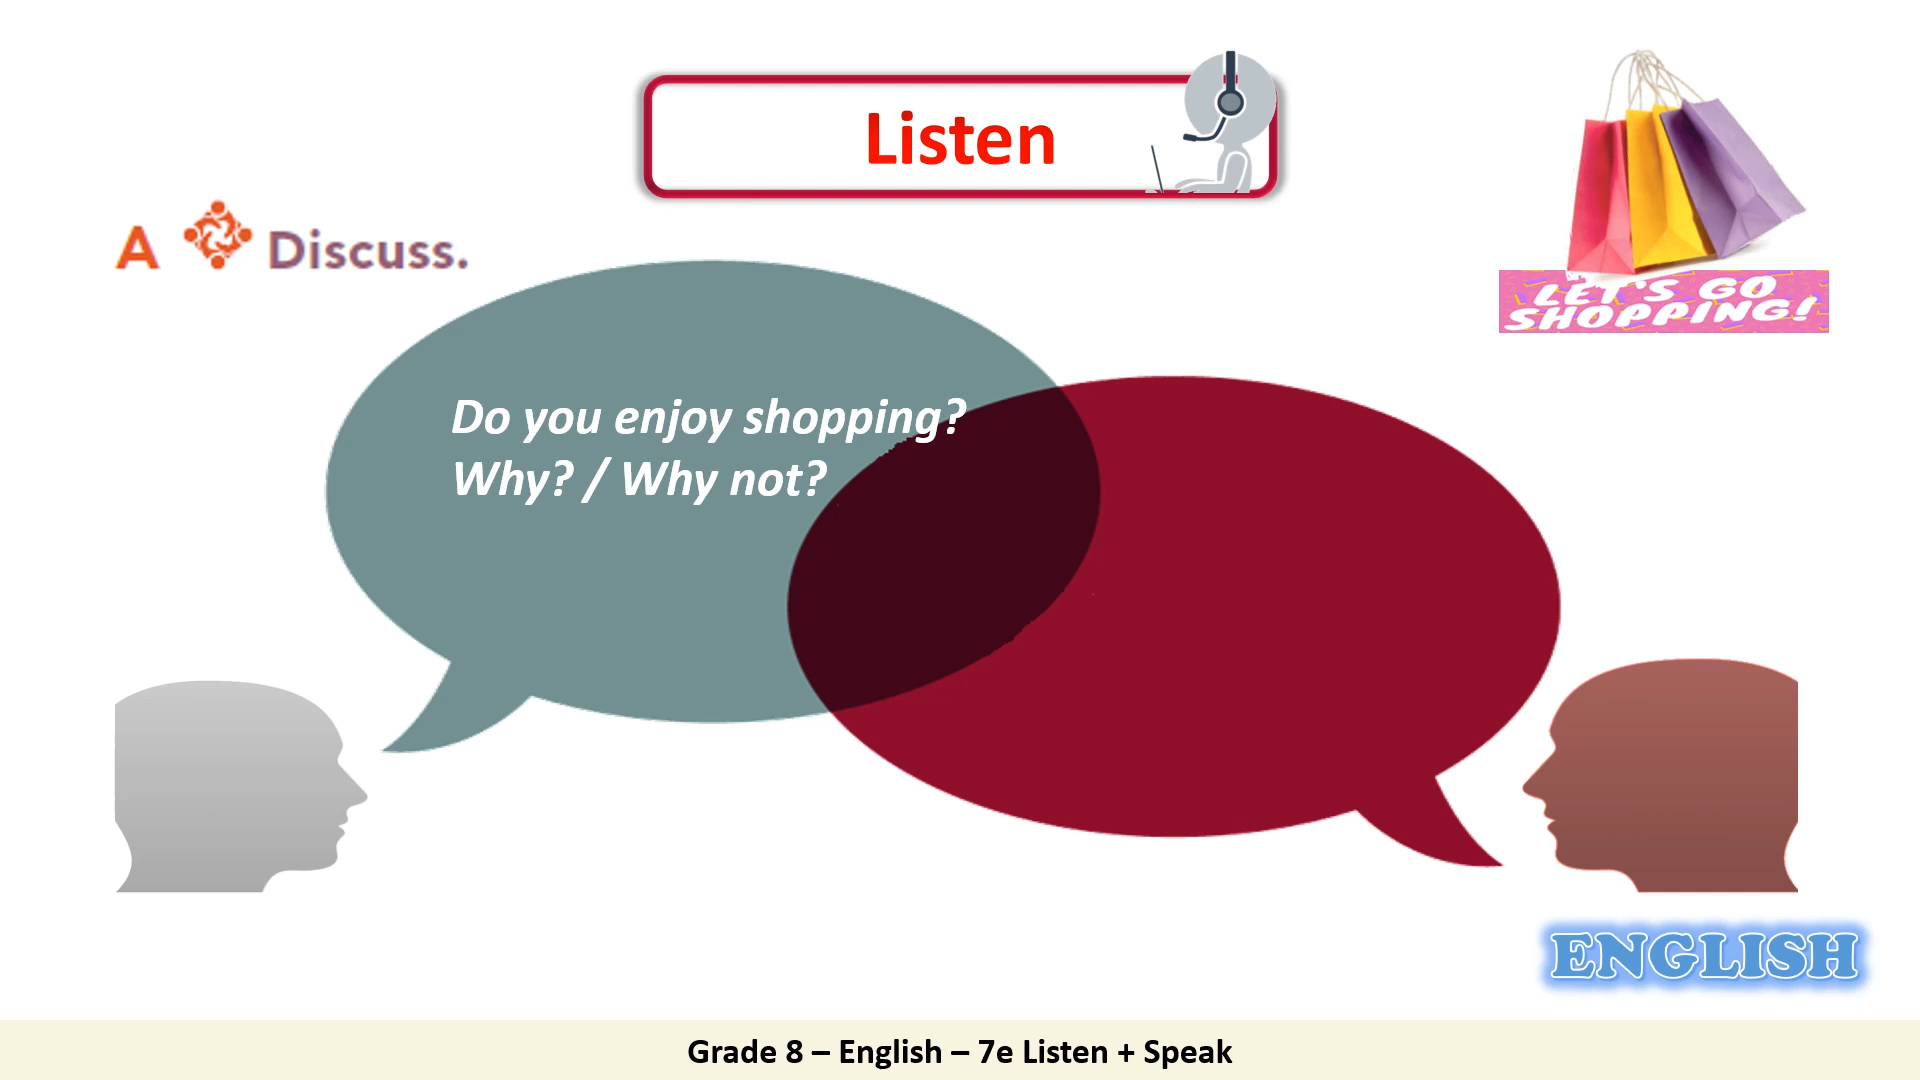 Listen
A Discuss.
LET'S GO
SHOPPING!
Do you enjoy shopping?
Why? / Why not?
ENGLISH
Grade 8 – English – 7e Listen + Speak